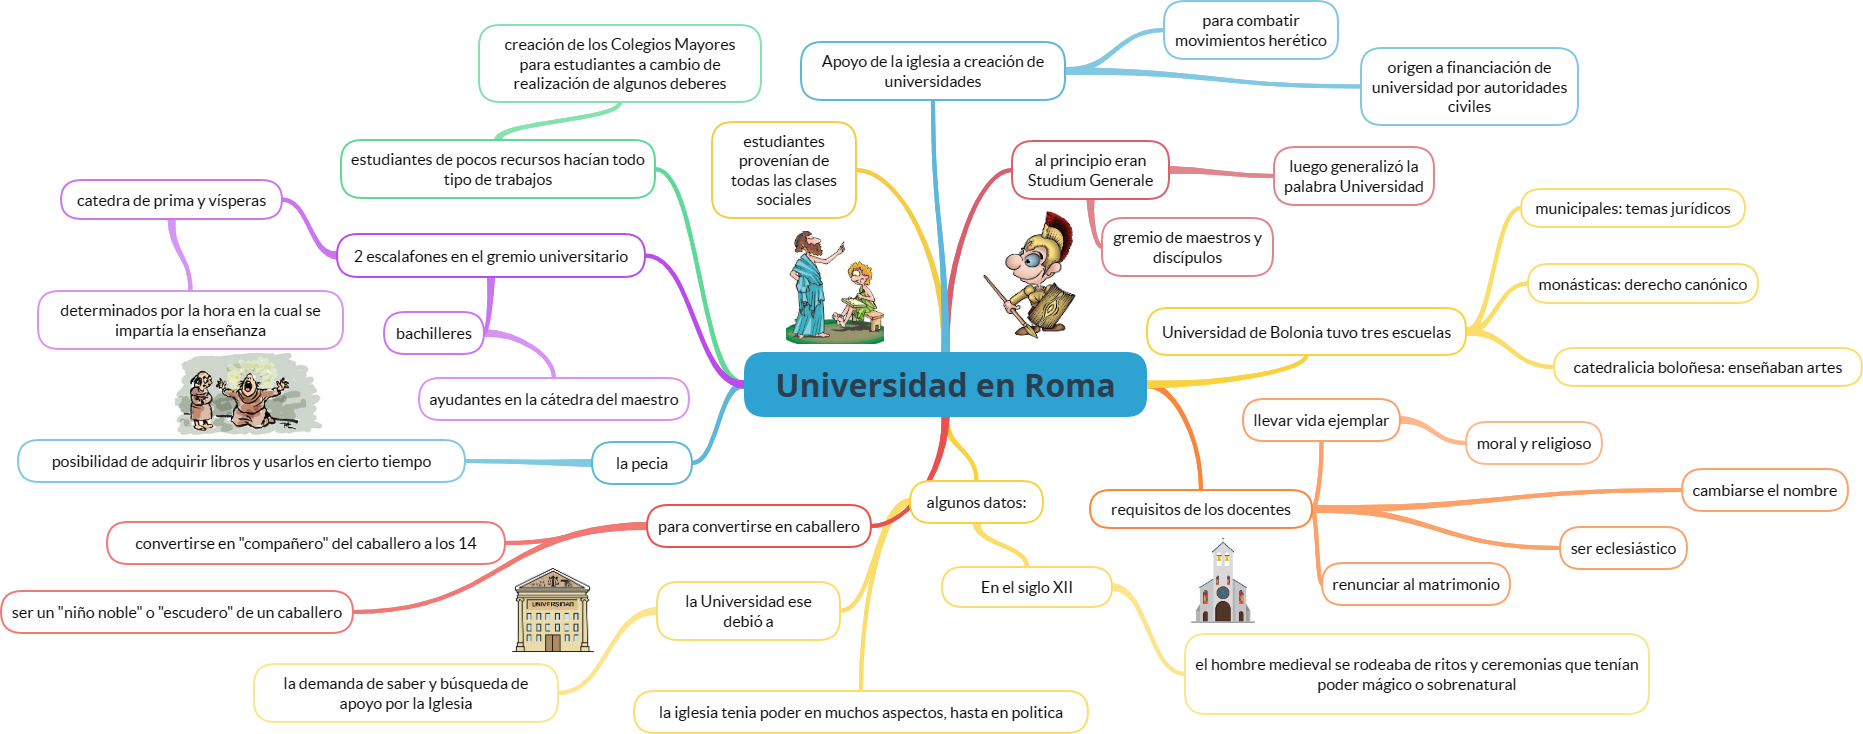 para combatir
movimientos herético
creación de los Colegios Mayores
para estudiantes a cambio de
realización de algunos deberes
Apoyo de la iglesia a creación de
universidades
origen a financiación de
universidad por autoridades
civiles
estudiantes
provenían de
todas las clases
sociales
estudiantes de pocos recursos hacían todo
tipo de trabajos
al principio eran
Studium Generale
luego generalizó la
palabra Universidad
catedra de prima y vísperas
municipales: temas jurídicos
2 escalafones en el gremio universitario
gremio de maestros y
discípulos
monásticas: derecho canónico
determinados por la hora en la cual se
impartía la enseñanza
bachilleres
Universidad de Bolonia tuvo tres escuelas
catedralicia boloñesa: enseñaban artes
Universidad en Roma
ayudantes en la cátedra del maestro
llevar vida ejemplar
moral y religioso
posibilidad de adquirir libros y usarlos en cierto tiempo
la pecia
cambiarse el nombre
algunos datos:
requisitos de los docentes
para convertirse en caballero
convertirse en "compañero" del caballero a los 14
ser eclesiástico
En el siglo XII
renunciar al matrimonio
ser un "niño noble" o "escudero" de un caballero
UNIVERSIDAD
la Universidad ese
debió a
el hombre medieval se rodeaba de ritos y ceremonias que tenían
poder mágico o sobrenatural
la demanda de saber y búsqueda de
apoyo por la Iglesia
la iglesia tenia poder en muchos aspectos, hasta en politica